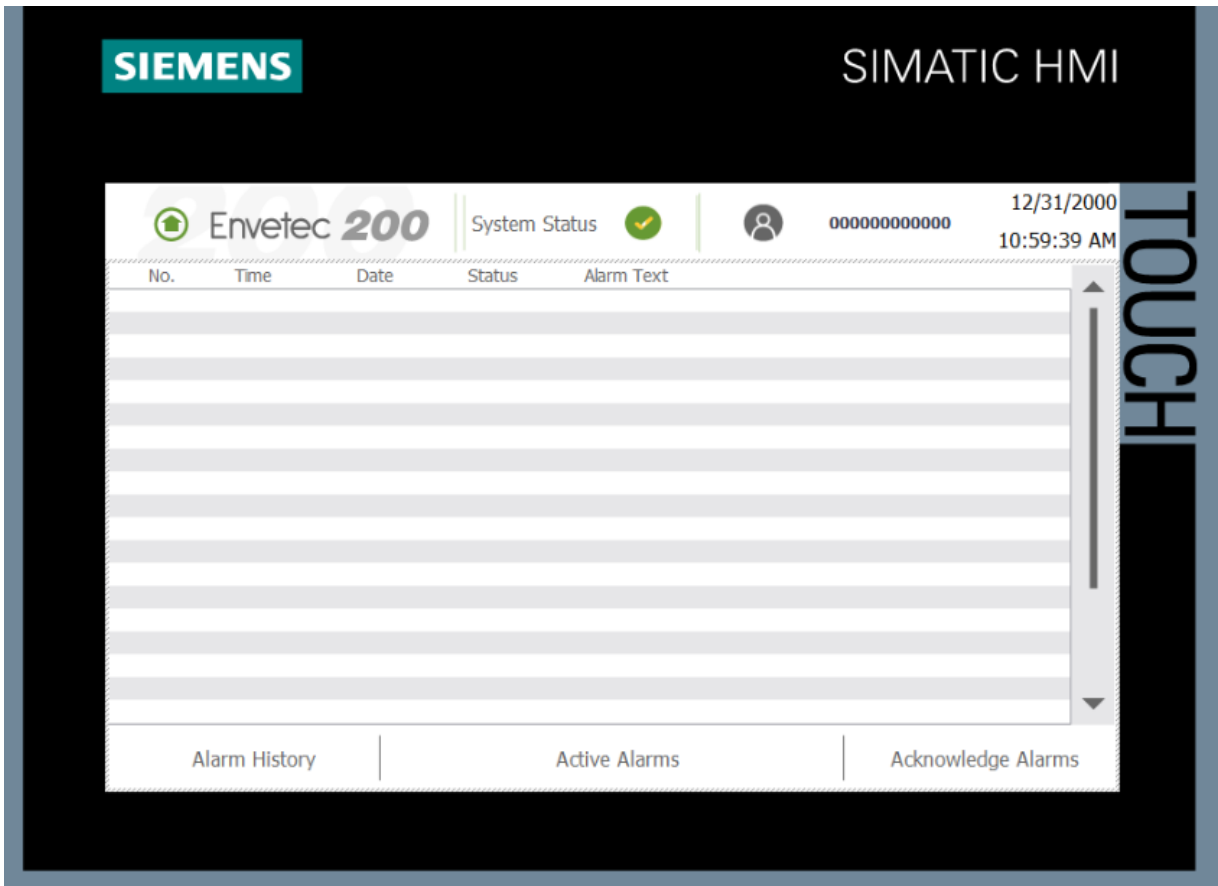 SIEMENS
SIMATIC HMI
TOUCH
200
Envetec 200
System Status
000000000000
12/31/2000
10:59:39 AM
No. Time Date Status Alarm Text
Alarm History
Active Alarms
Acknowledge Alarms